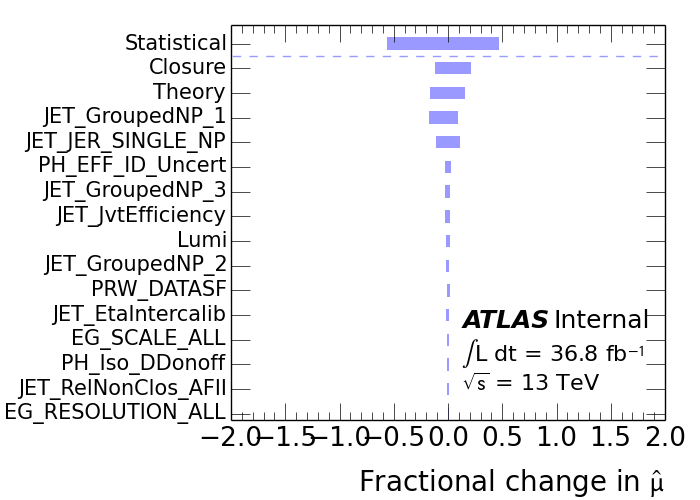 Statistical
Closure
Theory
JET_GroupedNP_1
JET_JER_SINGLE_NP
PH_EFF_ID_Uncert
JET_GroupedNP_3
JET_JvtEfficiency
Lumi
JET_GroupedNP_2
PRW_DATASF
JET_EtaIntercalib
EG_SCALE_ALL
PH_Iso_DDonoff
JET_RelNonClos_AFII
EG_RESOLUTION_ALL
ATLAS Internal
∫L dt = 36.8 fb⁻¹
√s = 13 TeV
−2.0 −1.5 −1.0 −0.5 0.0 0.5 1.0 1.5 2.0
Fractional change in μ̂